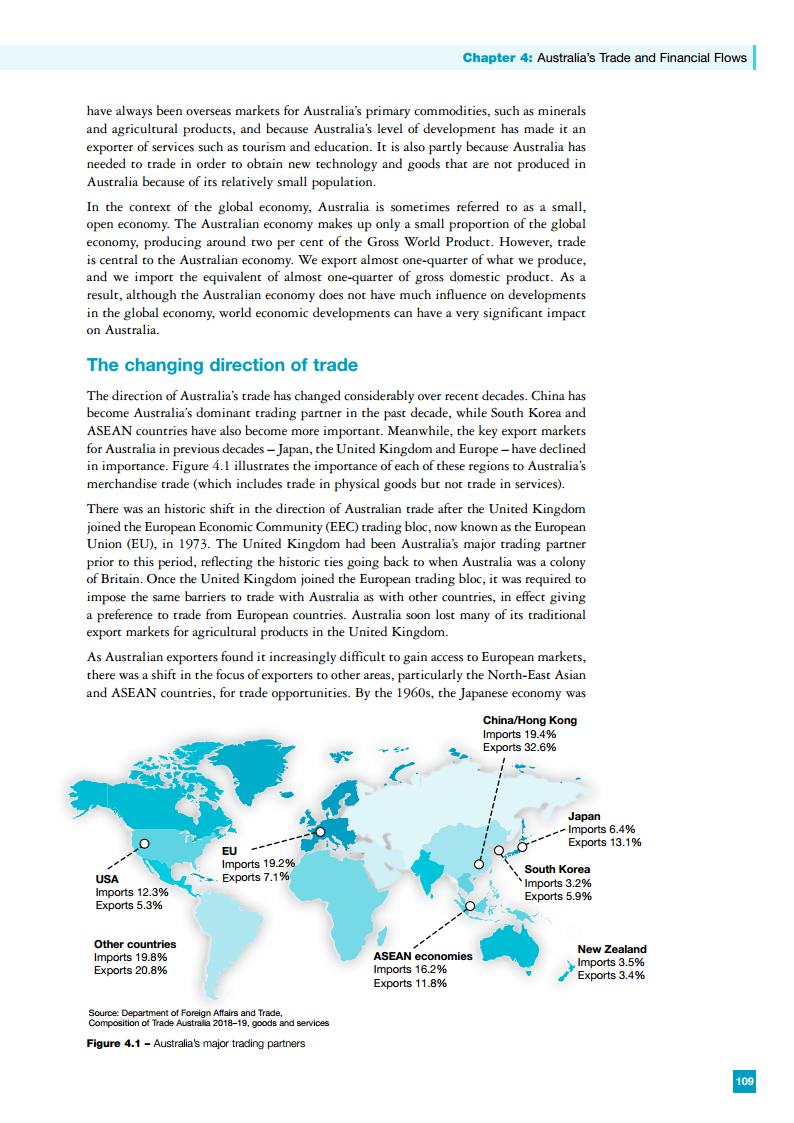 Chapter 4: Australia's Trade and Financial Flows
have always been overseas markets for Australia's primary commodities, such as minerals
and agricultural products, and because Australia's level of development has made it an
exporter of services such as tourism and education. It is also partly because Australia has
needed to trade in order to obtain new technology and goods that are not produced in
Australia because of its relatively small population.
In the context of the global economy, Australia is sometimes referred to as a small,
open economy. The Australian economy makes up only a small proportion of the global
economy, producing around two per cent of the Gross World Product. However, trade
is central to the Australian economy. We export almost one-quarter of what we produce,
and we import the equivalent of almost one-quarter of gross domestic product. As a
result, although the Australian economy does not have much influence on developments
in the global economy, world economic developments can have a very significant impact
on Australia.
The changing direction of trade
The direction of Australia's trade has changed considerably over recent decades. China has
become Australia's dominant trading partner in the past decade, while South Korea and
ASEAN countries have also become more important. Meanwhile, the key export markets
for Australia in previous decades – Japan, the United Kingdom and Europe – have declined
in importance. Figure 4.1 illustrates the importance of each of these regions to Australia's
merchandise trade (which includes trade in physical goods but not trade in services).
There was an historic shift in the direction of Australian trade after the United Kingdom
joined the European Economic Community (EEC) trading bloc, now known as the European
Union (EU), in 1973. The United Kingdom had been Australia's major trading partner
prior to this period, reflecting the historic ties going back to when Australia was a colony
of Britain. Once the United Kingdom joined the European trading bloc, it was required to
impose the same barriers to trade with Australia as with other countries, in effect giving
a preference to trade from European countries. Australia soon lost many of its traditional
export markets for agricultural products in the United Kingdom.
As Australian exporters found it increasingly difficult to gain access to European markets,
there was a shift in the focus of exporters to other areas, particularly the North-East Asian
and ASEAN countries, for trade opportunities. By the 1960s, the Japanese economy was
China/Hong Kong
Imports 19.4%
Exports 32.6%
Japan
Imports 6.4%
Exports 13.1%
EU
Imports 19.2%
Exports 7.1%
South Korea
Imports 3.2%
Exports 5.9%
USA
Imports 12.3%
Exports 5.3%
Other countries
Imports 19.8%
Exports 20.8%
ASEAN economies
Imports 16.2%
Exports 11.8%
New Zealand
Imports 3.5%
Exports 3.4%
Source: Department of Foreign Affairs and Trade,
Composition of Trade Australia 2018–19, goods and services
Figure 4.1 – Australia's major trading partners
109